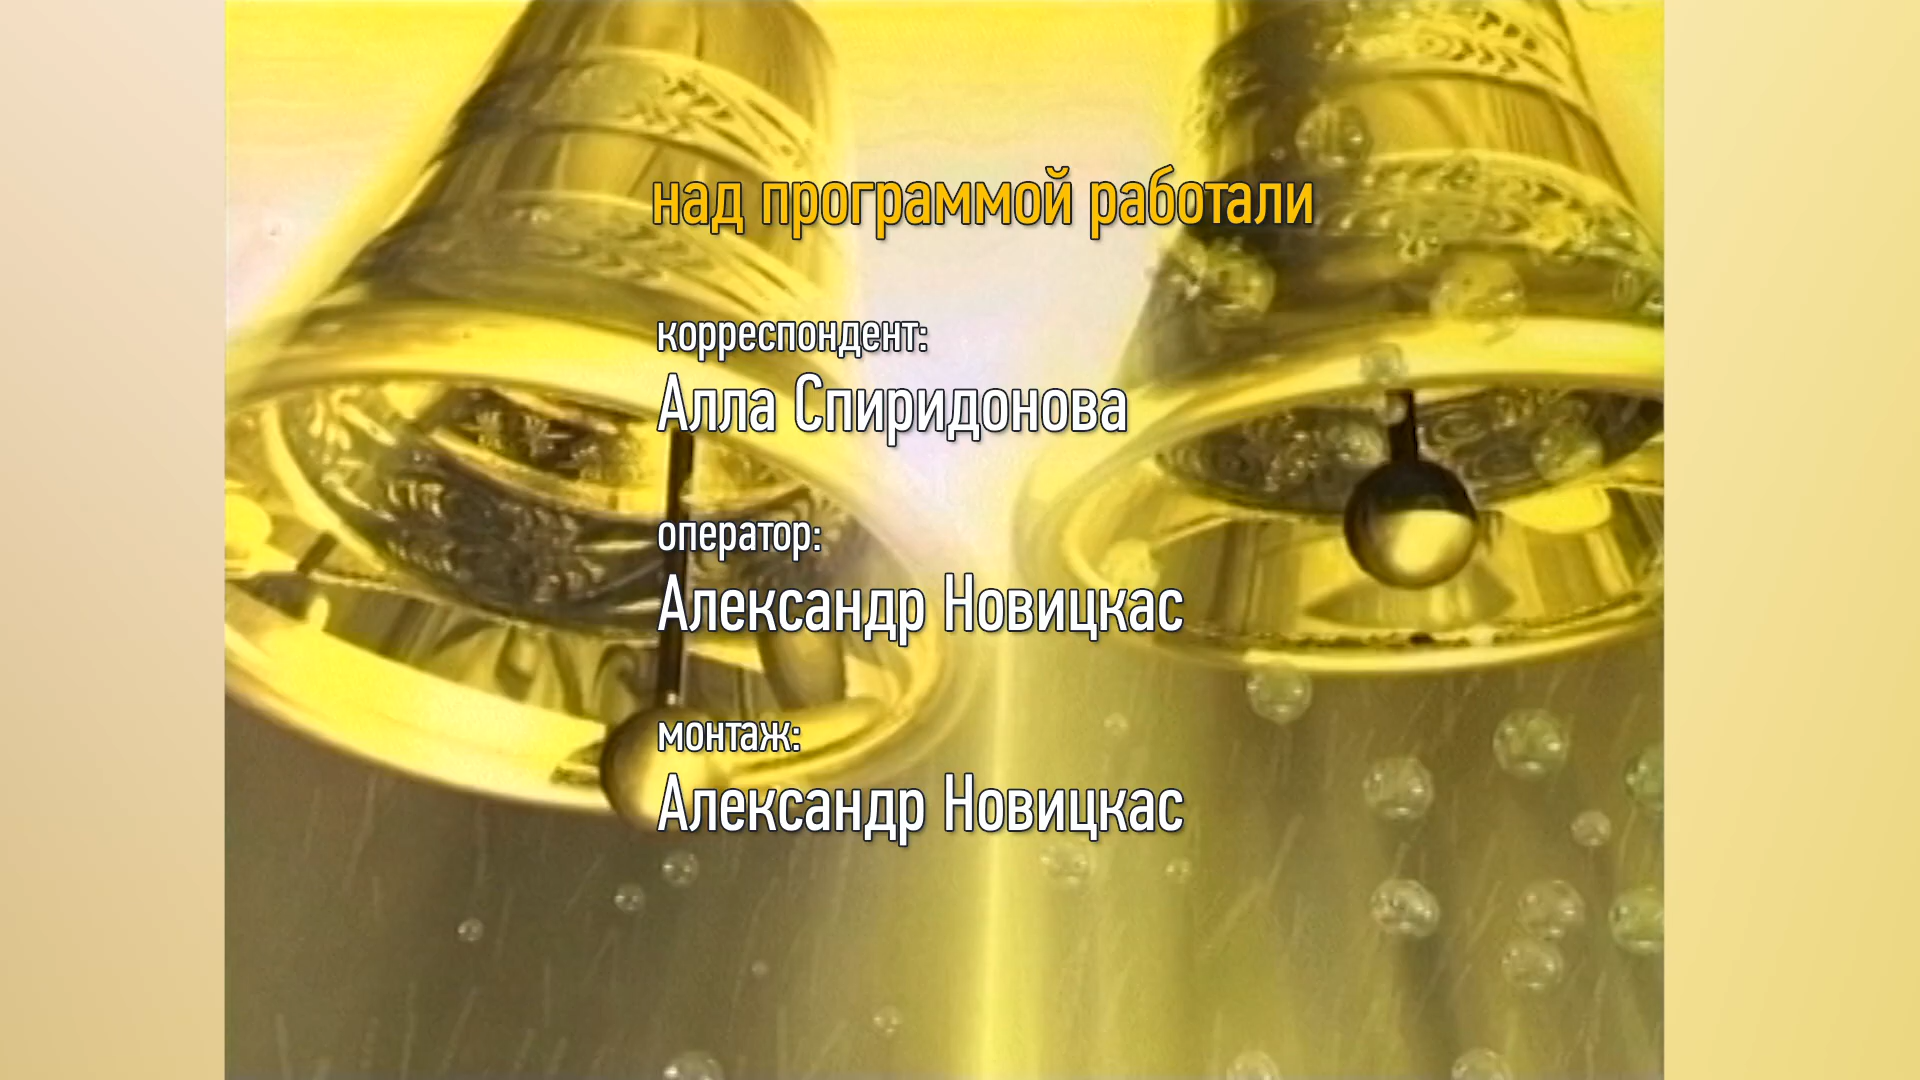 над программой работали
корреспондент:
Алла Спиридонова
оператор:
Александр Новицкас
монтаж:
Александр Новицкас